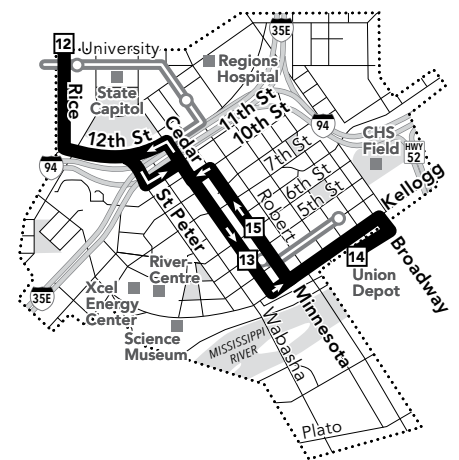 12
University
35E
Regions
Hospital
State
Capitol
Rice
11th St
10th St
12th St
Cedar
94
CHS
Field
HWY
52
7th St
6th St
5th St
94
Kellogg
St Peter
Robert
15
13
14
Union
Depot
Broadway
River-
Centre
Xcel
Energy
Center
35E
Science
Museum
Minnesota
MISSISSIPPI
RIVER
Wabasha
Plato